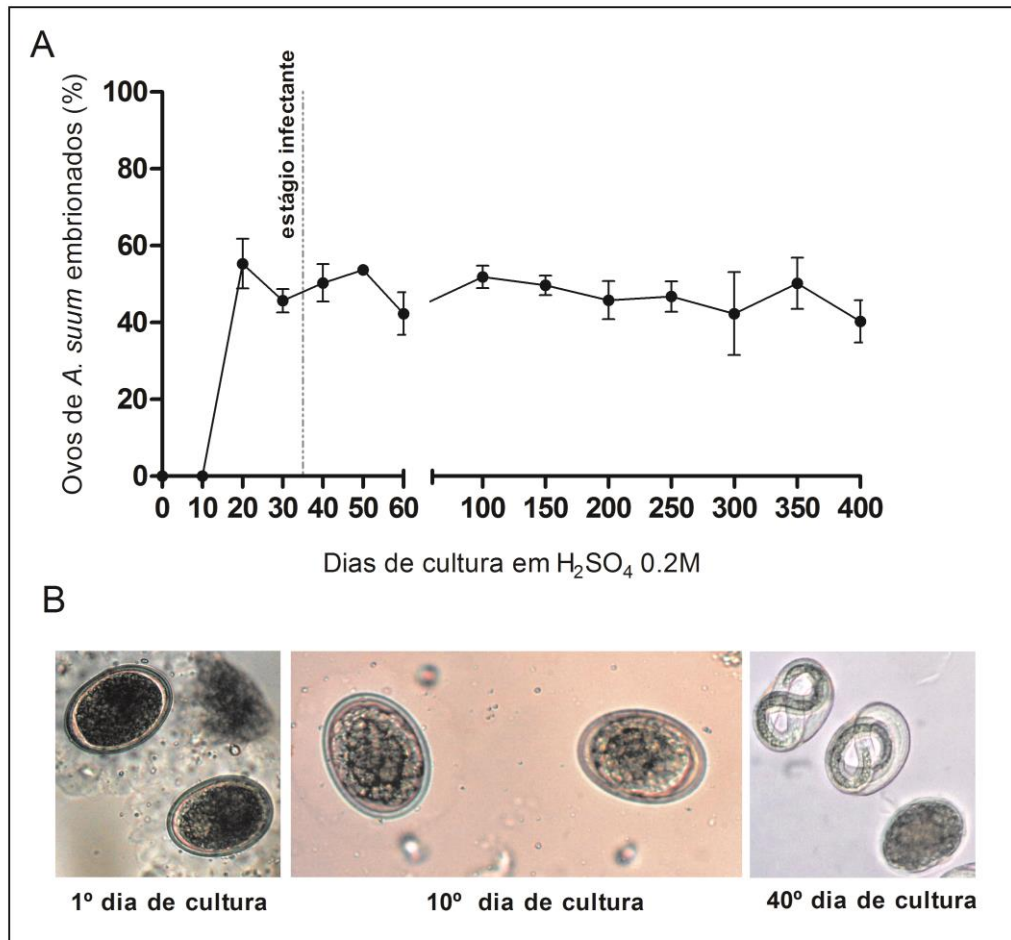 A
Ovos de A. suum embrionados (%)
100
80
60
40
20
0
estágio infectante
0 10 20 30 40 50 60 100 150 200 250 300 350 400
Dias de cultura em H₂SO₄ 0.2M
B
1º dia de cultura
10º dia de cultura
40º dia de cultura